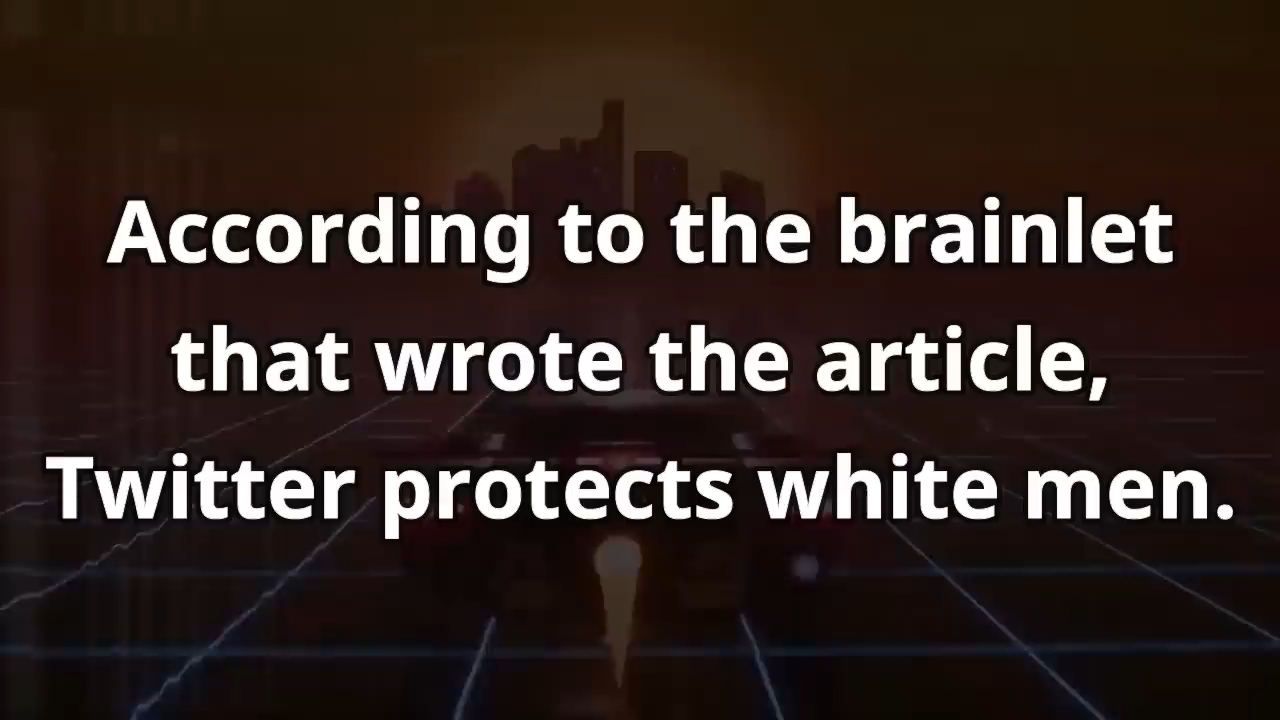 According to the brainlet
that wrote the article,
Twitter protects white men.